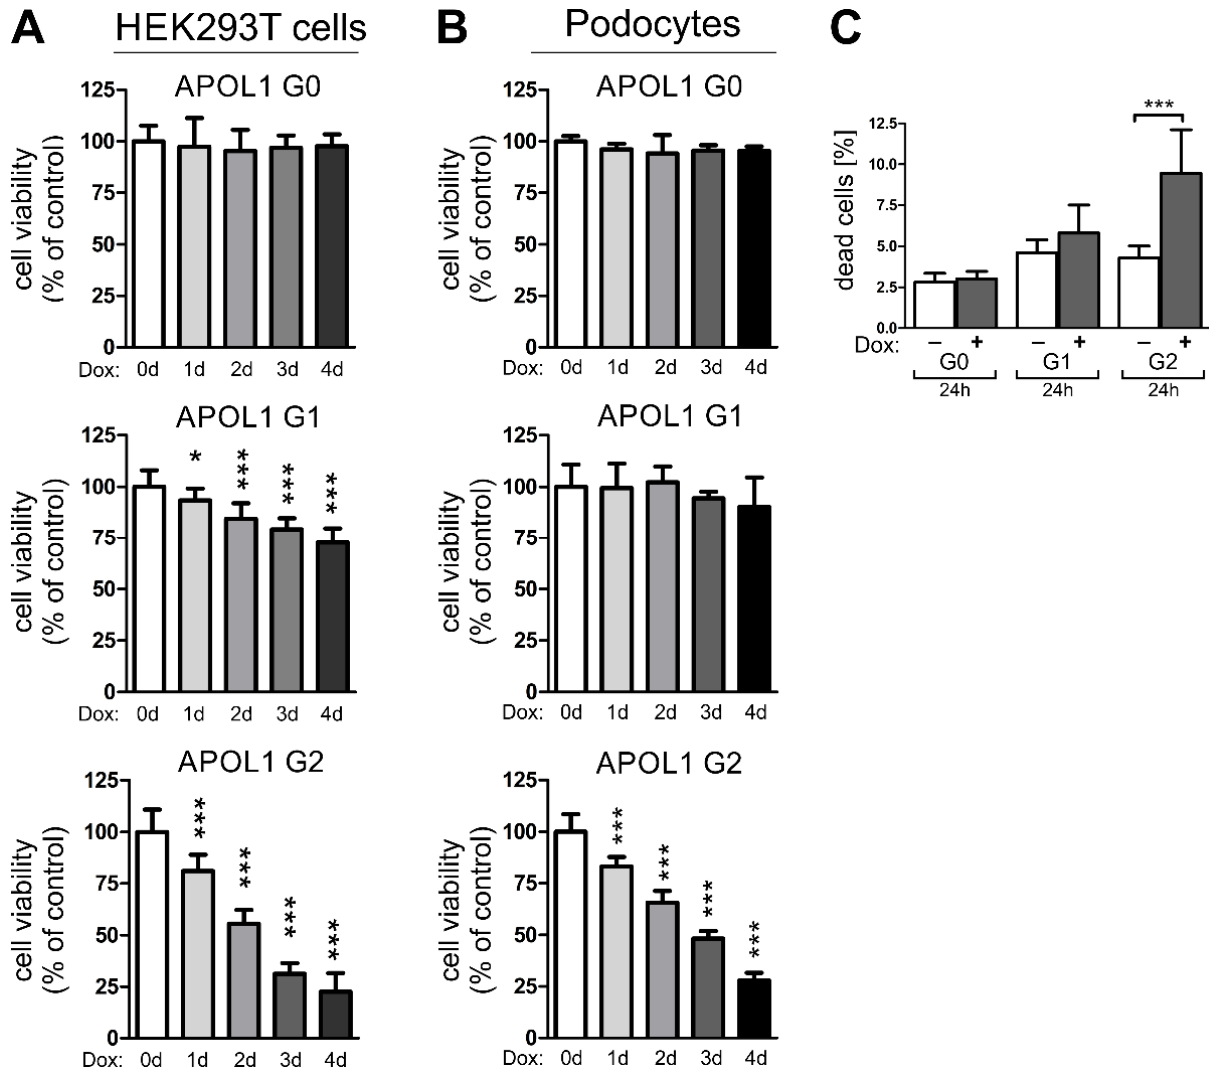 A HEK293T cells
B Podocytes
C
APOL1 G0
cell viability
(% of control)
125
100
75
50
25
0
Dox: 0d 1d 2d 3d 4d
APOL1 G0
cell viability
(% of control)
125
100
75
50
25
0
Dox: 0d 1d 2d 3d 4d
***
dead cells [%]
12.5
10.0
7.5
5.0
2.5
0.0
Dox: – + – + – +
G0 G1 G2
24h 24h 24h
APOL1 G1
cell viability
(% of control)
125
100
75
50
25
0
* *** *** ***
Dox: 0d 1d 2d 3d 4d
APOL1 G1
cell viability
(% of control)
125
100
75
50
25
0
Dox: 0d 1d 2d 3d 4d
APOL1 G2
cell viability
(% of control)
125
100
75
50
25
0
*** *** *** ***
Dox: 0d 1d 2d 3d 4d
APOL1 G2
cell viability
(% of control)
125
100
75
50
25
0
*** *** *** ***
Dox: 0d 1d 2d 3d 4d